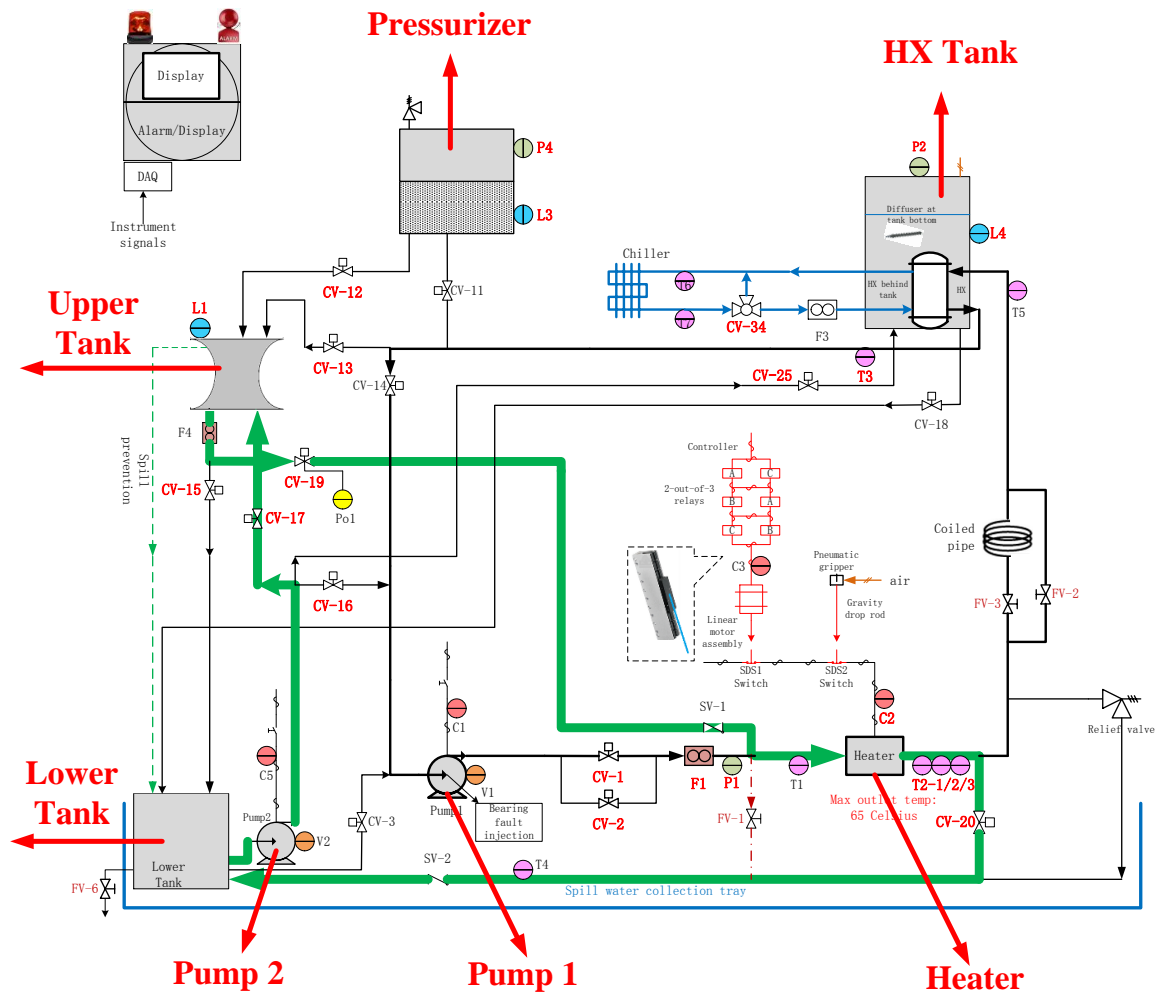 Pressurizer
HX Tank
ALARM
Display
Alarm/Display
DAQ
Instrument
signals
P4
L3
P2
Diffuser at
tank bottom
L4
Chiller
T6
T7
HX behind
tank
HX
CV-34
F3
T5
CV-12
CV-11
Upper
Tank
L1
CV-13
CV-14
CV-25
T3
CV-18
F4
Spill
prevention
CV-15
CV-19
Po1
CV-17
CV-16
Controller
A
C
2-out-of-3
relays
B
A
C
B
C3
Pneumatic
gripper
air
Linear
motor
assembly
Gravity
drop rod
SDS1
Switch
SDS2
Switch
Coiled
pipe
FV-3
FV-2
C1
C5
C2
SV-1
Relief valve
Lower
Tank
Pump2
V2
CV-3
Pump1
V1
Bearing
fault
injection
CV-1
CV-2
F1
P1
T1
Heater
T2-1/2/3
Max outlet temp:
65 Celsius
FV-1
CV-20
Lower
Tank
FV-6
SV-2
T4
Spill water collection tray
Pump 2
Pump 1
Heater